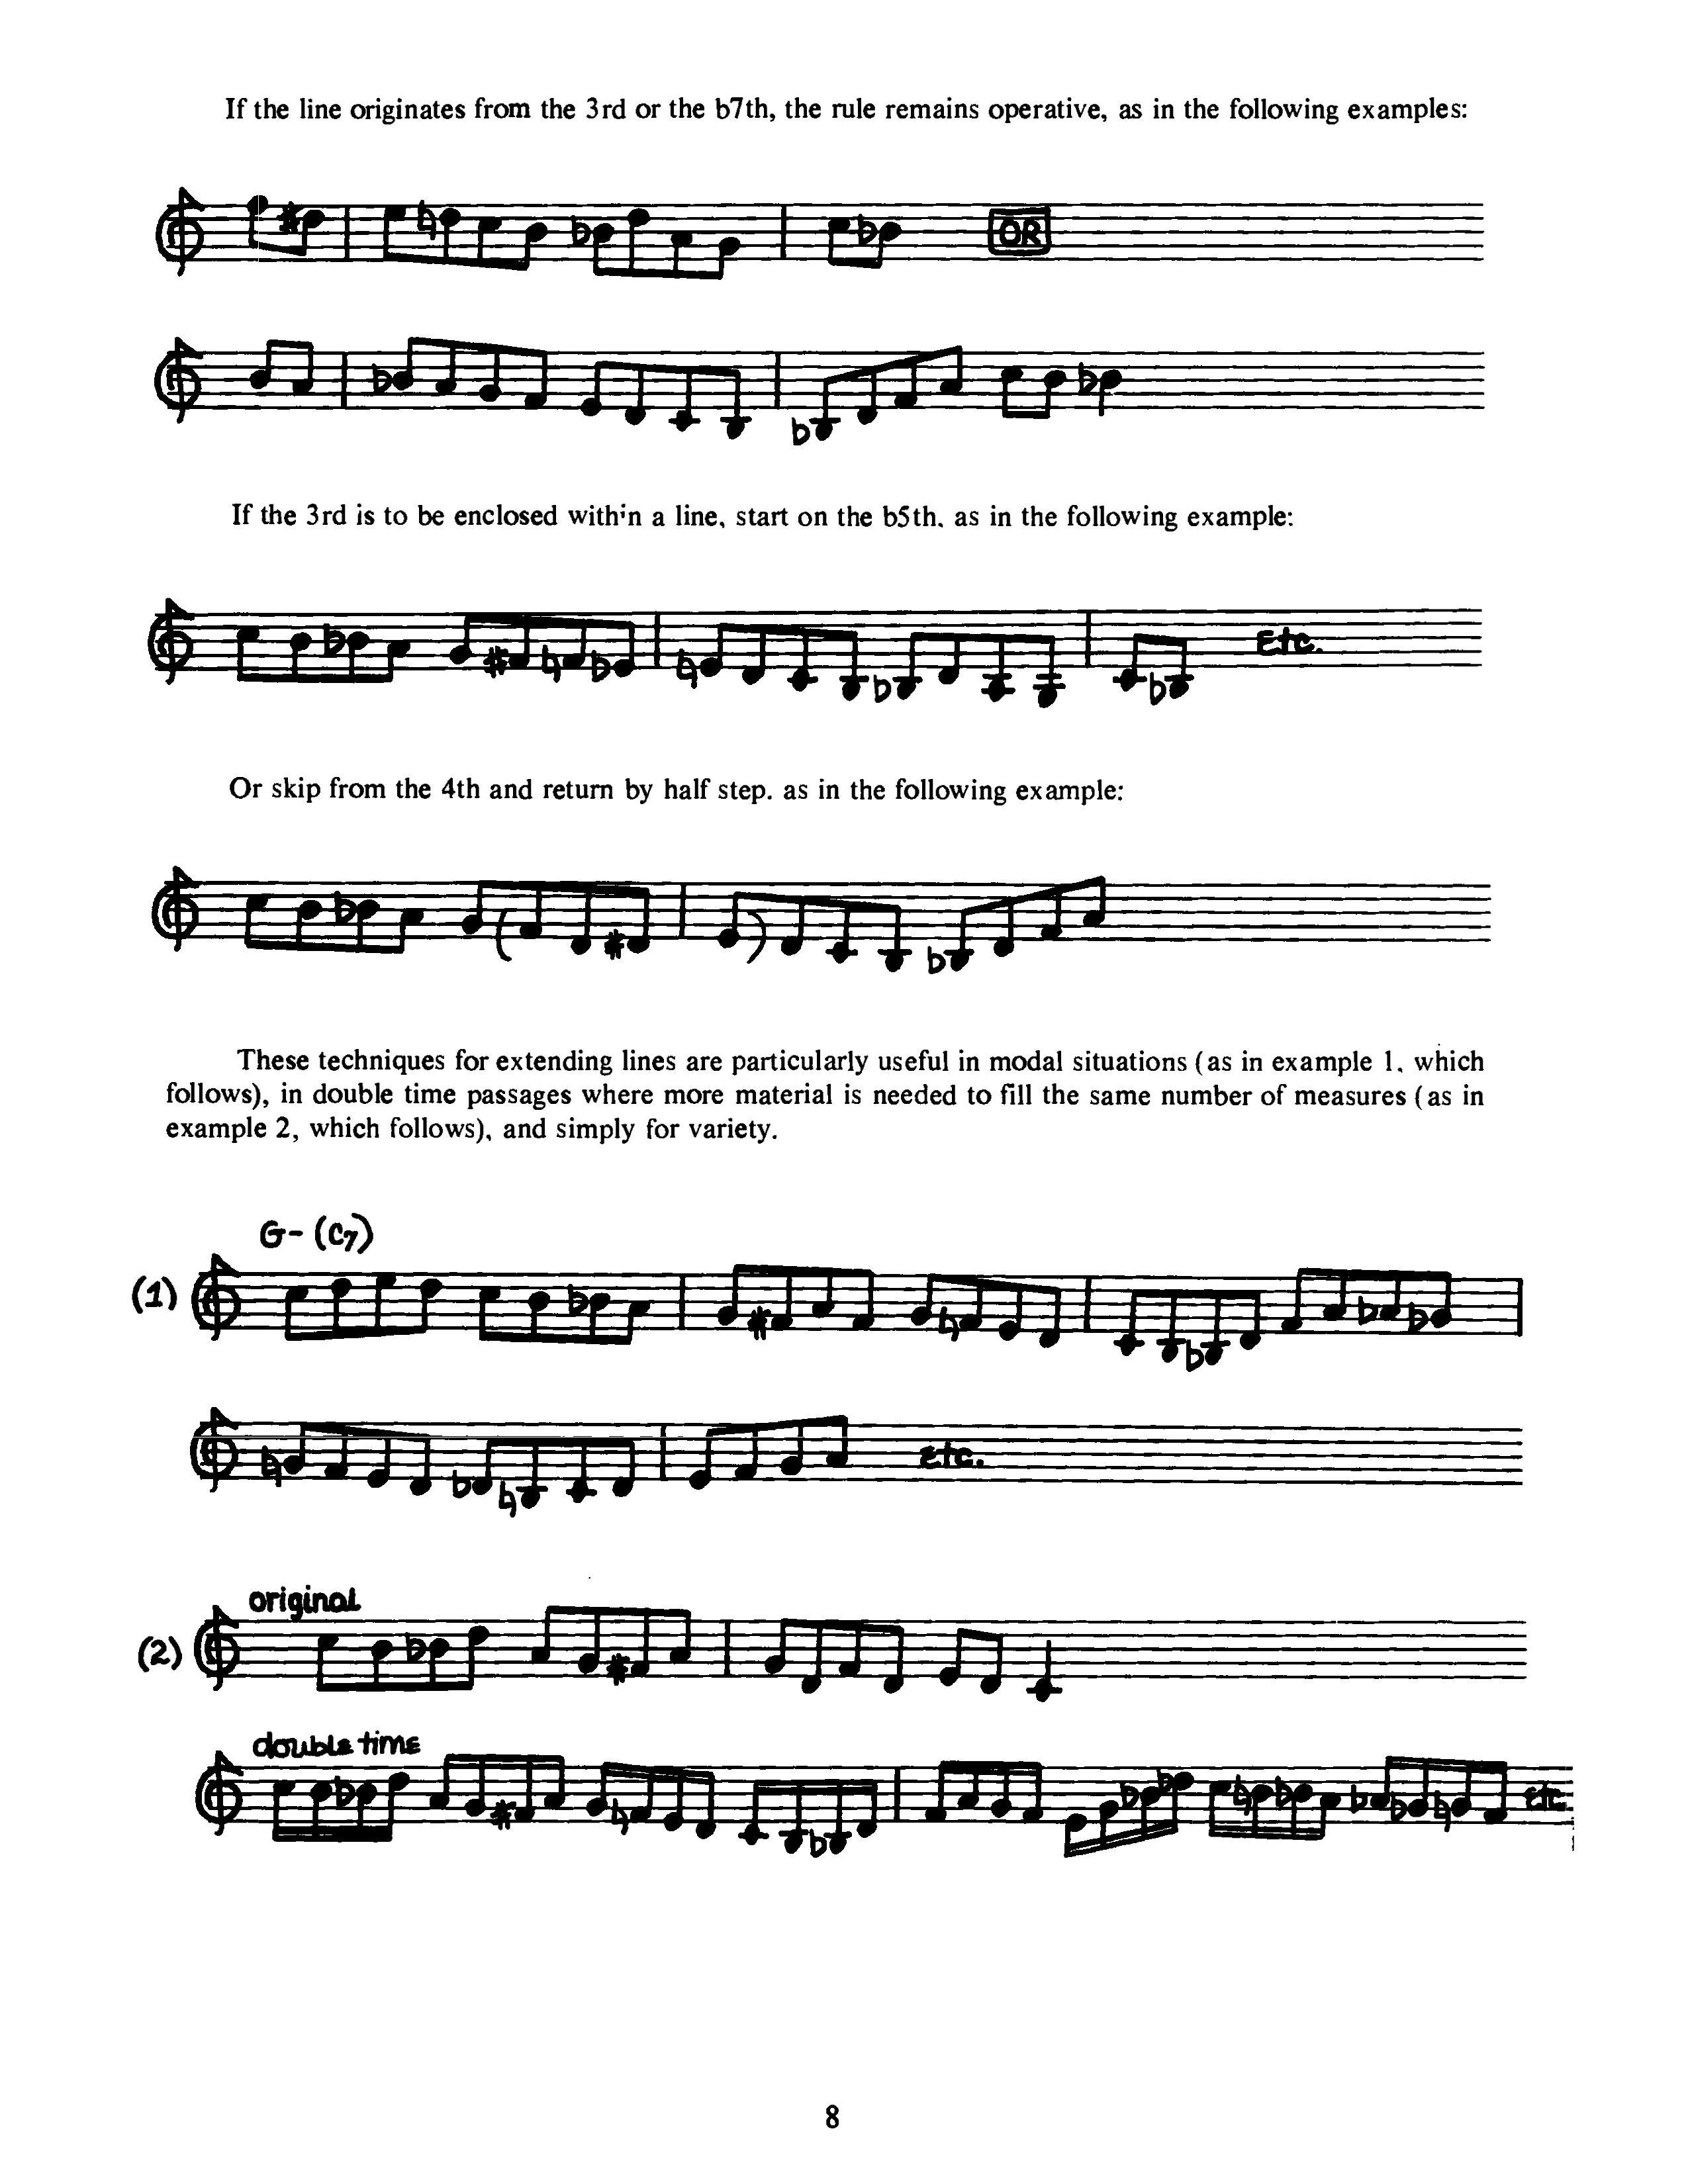 If the line originates from the 3rd or the b7th, the rule remains operative, as in the following examples:
OR
If the 3rd is to be enclosed within a line, start on the b5th. as in the following example:
Etc.
Or skip from the 4th and return by half step. as in the following example:
These techniques for extending lines are particularly useful in modal situations (as in example 1. which
follows), in double time passages where more material is needed to fill the same number of measures (as in
example 2, which follows), and simply for variety.
G- (C7)
(1)
Etc.
original
(2)
double time
Etc.
8